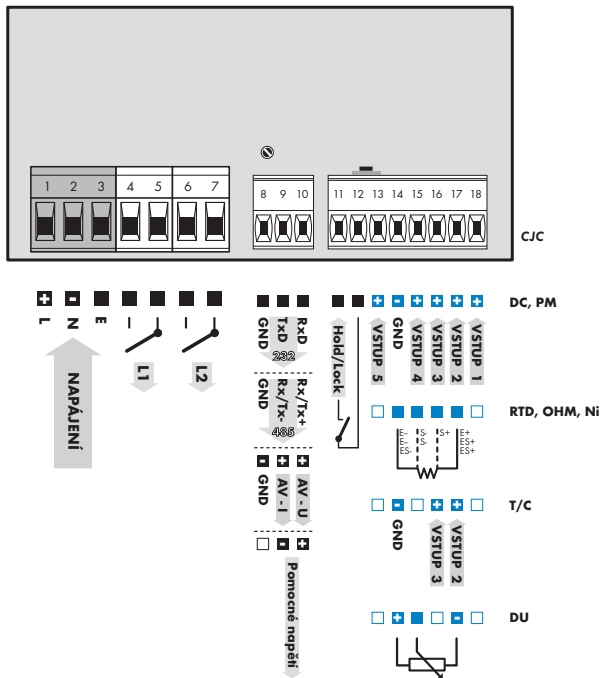 1 2 3 4 5 6 7
8 9 10
11 12 13 14 15 16 17 18
CJC
L
N
E
NAPÁJENÍ
L1
L2
GND
TxD
RxD
232
GND
Rx/Tx-
Rx/Tx+
485
GND
AV - I
AV - U
Pomocné napětí
Hold/Lock
DC, PM
VSTUP 5
GND
VSTUP 4
VSTUP 3
VSTUP 2
VSTUP 1
RTD, OHM, Ni
E- S- S+ E+
E- S- ES+
ES- ES+
T/C
GND
VSTUP 3
VSTUP 2
DU